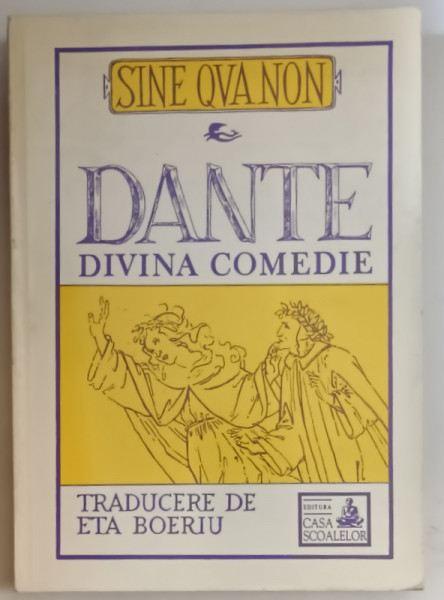 SINE QVA NON
DANTE
DIVINA COMEDIE
TRADUCERE DE
ETA BOERIU
EDITURA
CASA
SCOALELOR